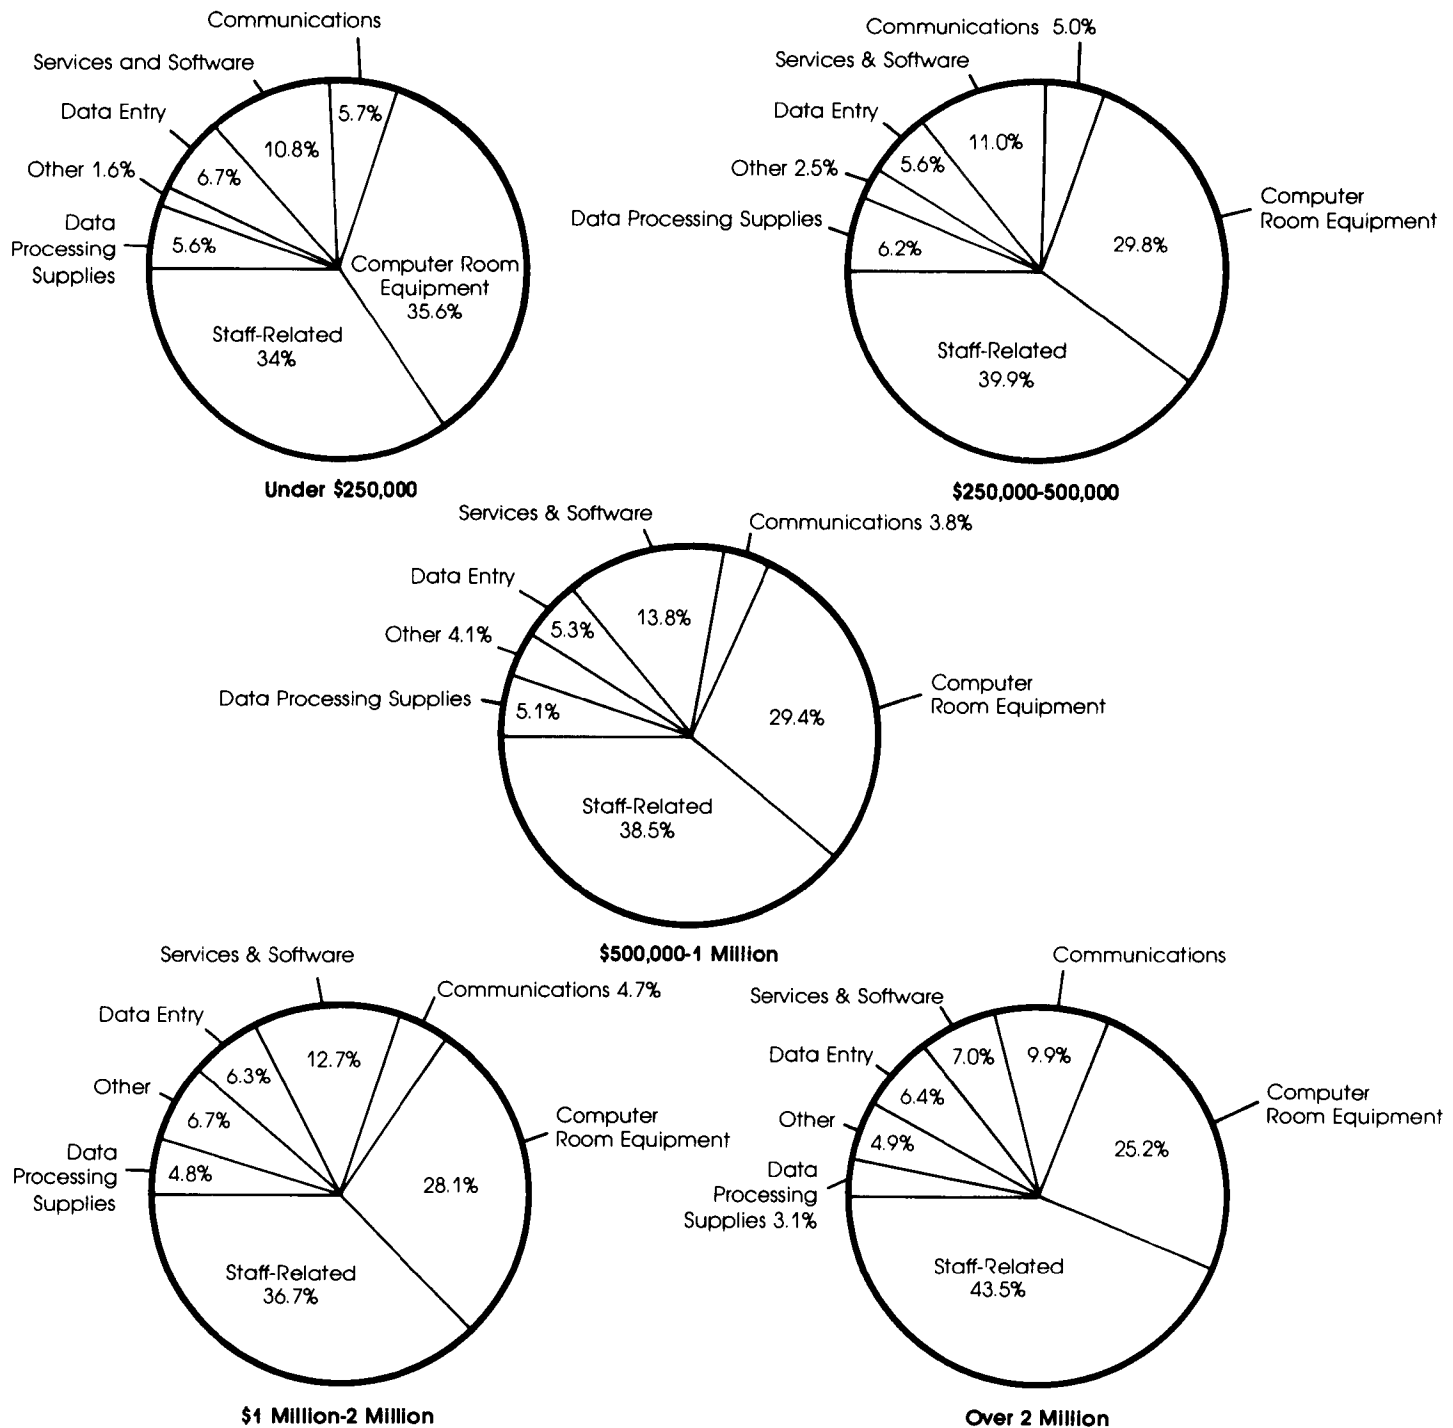 Communications
Services and Software
Data Entry
Other 1.6%
Data
Processing
Supplies
5.7%
10.8%
6.7%
5.6%
Computer Room
Equipment
35.6%
Staff-Related
34%
Under $250,000
Communications 5.0%
Services & Software
Data Entry
Other 2.5%
Data Processing Supplies
11.0%
5.6%
6.2%
Computer
Room Equipment
29.8%
Staff-Related
39.9%
$250,000-500,000
Services & Software
Communications 3.8%
Data Entry
Other 4.1%
Data Processing Supplies
13.8%
5.3%
5.1%
Computer
Room Equipment
29.4%
Staff-Related
38.5%
$500,000-1 Million
Services & Software
Communications 4.7%
Data Entry
Other
Data
Processing
Supplies
12.7%
6.3%
6.7%
4.8%
Computer
Room Equipment
28.1%
Staff-Related
36.7%
$1 Million-2 Million
Communications
Services & Software
Data Entry
Other
Data
Processing
Supplies 3.1%
9.9%
7.0%
6.4%
4.9%
Computer
Room Equipment
25.2%
Staff-Related
43.5%
Over 2 Million